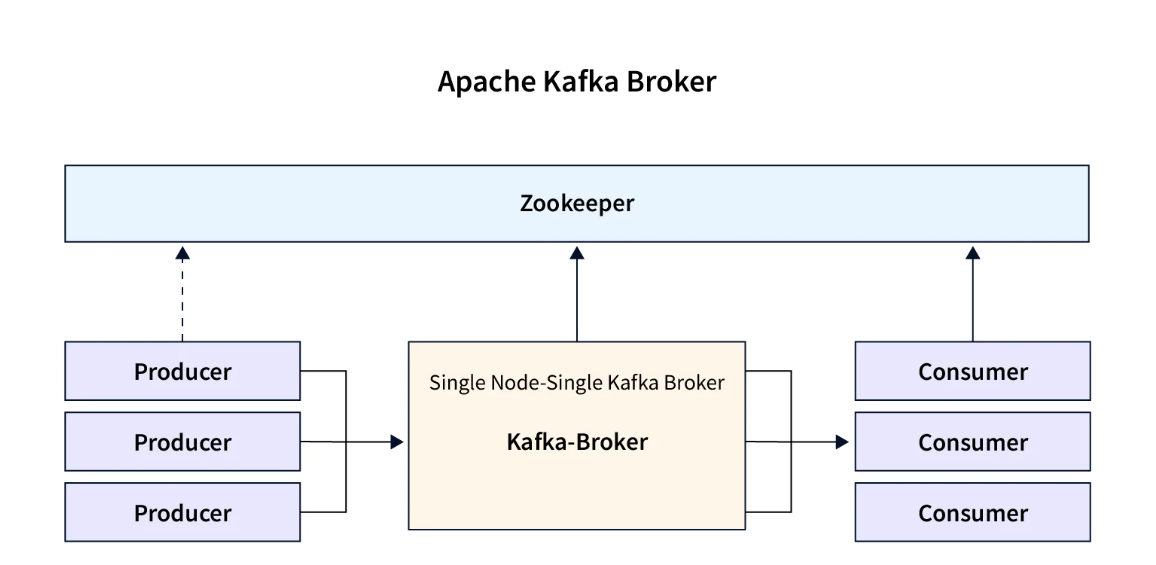 Apache Kafka Broker
Zookeeper
Producer
Producer
Producer
Single Node-Single Kafka Broker
Kafka-Broker
Consumer
Consumer
Consumer